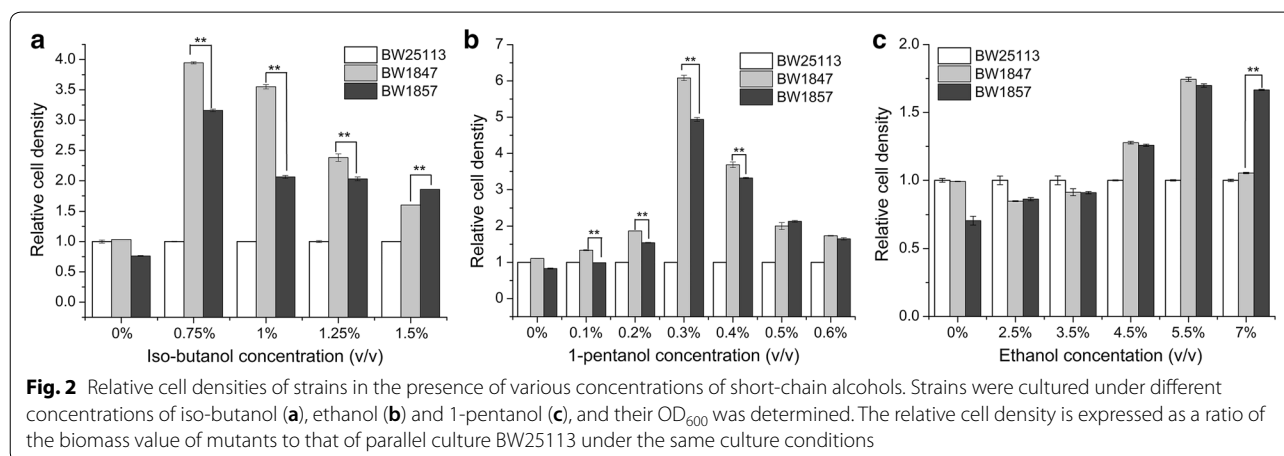 a
b
c
BW25113
BW1847
BW1857
BW25113
BW1847
BW1857
BW25113
BW1847
BW1857
** ** ** **
** ** ** **
**
Relative cell density
4.0
3.5
3.0
2.5
2.0
1.5
1.0
0.5
0.0
0% 0.75% 1% 1.25% 1.5%
Iso-butanol concentration (v/v)
Relative cell denstiy
7
6
5
4
3
2
1
0
0% 0.1% 0.2% 0.3% 0.4% 0.5% 0.6%
1-pentanol concentration (v/v)
Relative cell density
2.0
1.5
1.0
0.5
0.0
0% 2.5% 3.5% 4.5% 5.5% 7%
Ethanol concentation (v/v)
Fig. 2 Relative cell densities of strains in the presence of various concentrations of short-chain alcohols. Strains were cultured under different
concentrations of iso-butanol (a), ethanol (b) and 1-pentanol (c), and their OD600 was determined. The relative cell density is expressed as a ratio of
the biomass value of mutants to that of parallel culture BW25113 under the same culture conditions